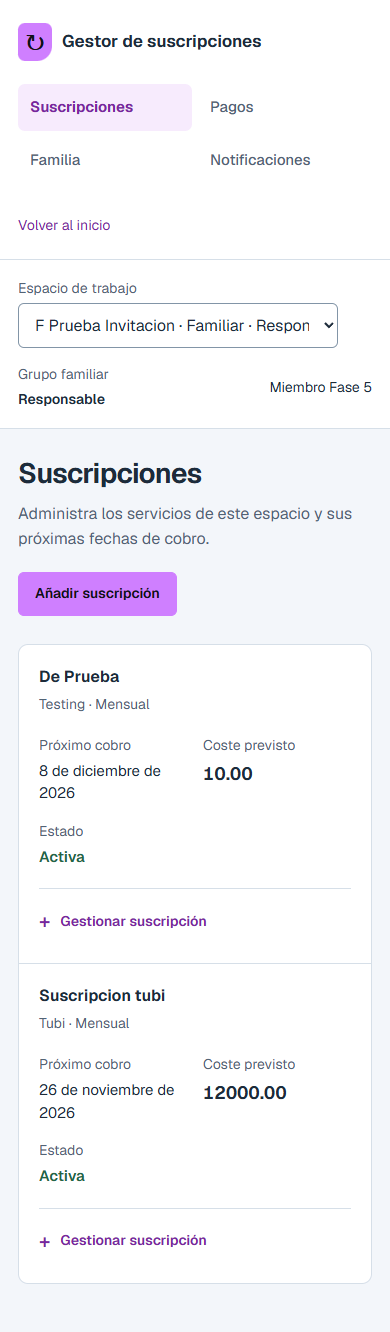 ↻ Gestor de suscripciones
Suscripciones Pagos
Familia Notificaciones
Volver al inicio
Espacio de trabajo
F Prueba Invitacion · Familiar · Respon
Grupo familiar
Responsable
Miembro Fase 5
Suscripciones
Administra los servicios de este espacio y sus
próximas fechas de cobro.
Añadir suscripción
De Prueba
Testing · Mensual
Próximo cobro Coste previsto
8 de diciembre de 10.00
2026
Estado
Activa
+ Gestionar suscripción
Suscripcion tubi
Tubi · Mensual
Próximo cobro Coste previsto
26 de noviembre de 12000.00
2026
Estado
Activa
+ Gestionar suscripción